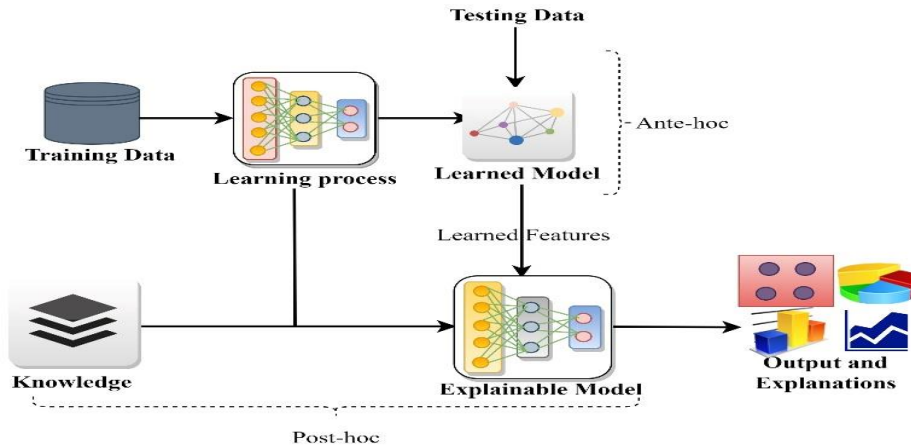 Testing Data
Ante-hoc
Training Data
Learning process
Learned Model
Learned Features
Knowledge
Explainable Model
Output and
Explanations
Post-hoc